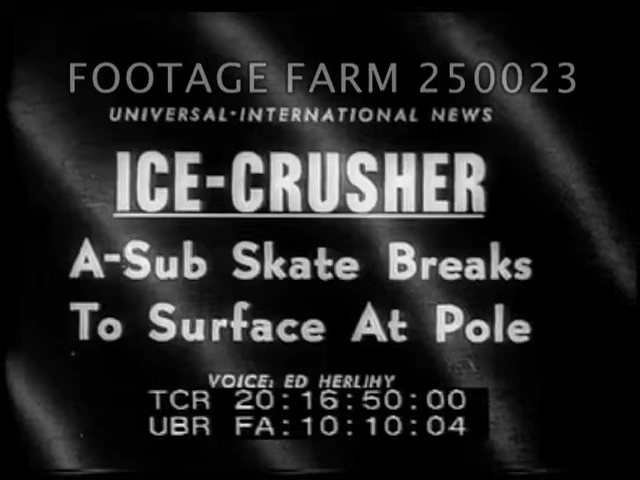 FOOTAGE FARM 250023
UNIVERSAL-INTERNATIONAL NEWS
ICE-CRUSHER
A-Sub Skate Breaks
To Surface At Pole
VOICE: ED HERLIHY
TCR 20:16:50:00
UBR FA:10:10:04